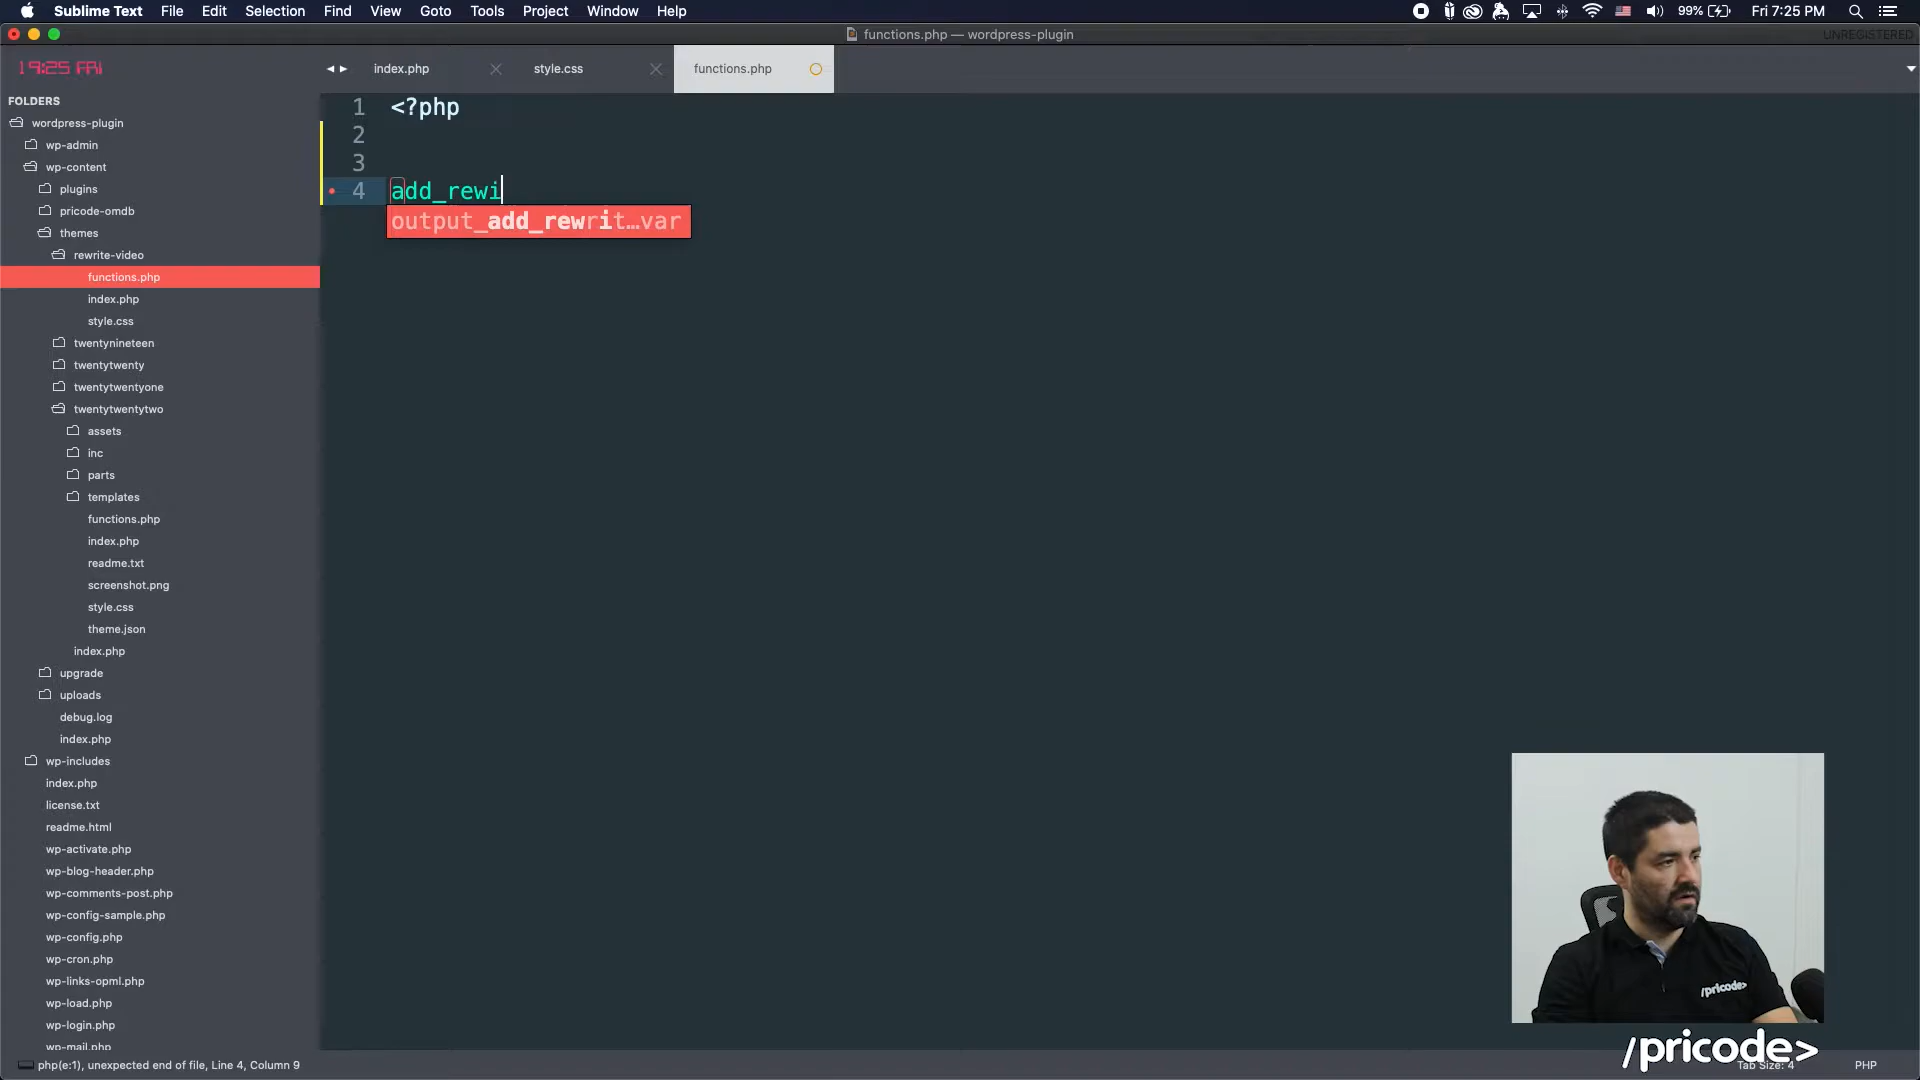 Sublime Text File Edit Selection Find View Goto Tools Project Window Help 99% Fri 7:25 PM
functions.php — wordpress-plugin UNREGISTERED
19:25 FRI
index.php style.css functions.php
FOLDERS
wordpress-plugin
wp-admin
wp-content
plugins
pricode-omdb
themes
rewrite-video
functions.php
index.php
style.css
twentynineteen
twentytwenty
twentytwentyone
twentytwentytwo
assets
inc
parts
templates
functions.php
index.php
readme.txt
screenshot.png
style.css
theme.json
index.php
upgrade
uploads
debug.log
index.php
wp-includes
index.php
license.txt
readme.html
wp-activate.php
wp-blog-header.php
wp-comments-post.php
wp-config-sample.php
wp-config.php
wp-cron.php
wp-links-opml.php
wp-load.php
wp-login.php
wp-mail.php
1 <?php
2
3
4 add_rewi
output_add_rewrit…var
/pricode>
/pricode>
php(e:1), unexpected end of file, Line 4, Column 9 Tab Size: 4 PHP